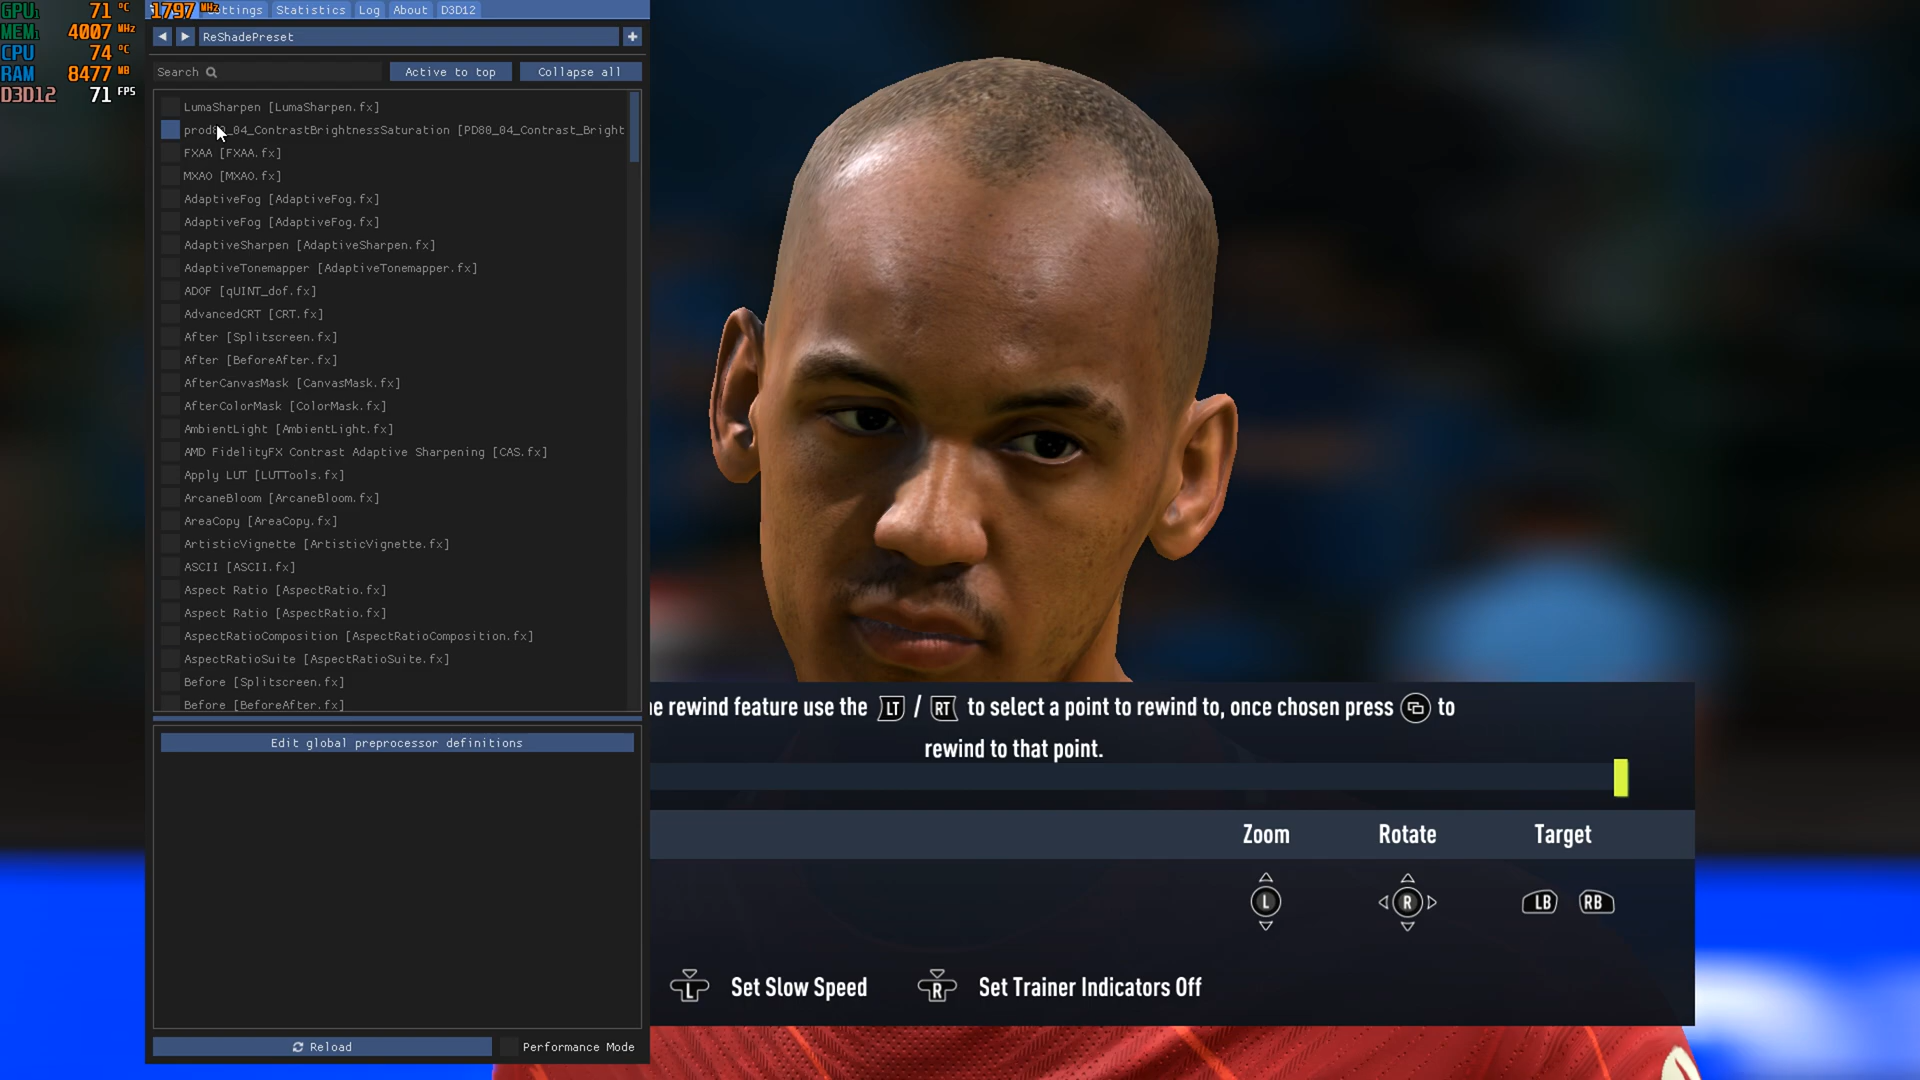 GPU1 71 °C 1797 MHz
MEM1 4007 MHz
CPU 74 °C
RAM 8477 MB
D3D12 71 FPS
ettings Statistics Log About D3D12
ReShadePreset
Search Active to top Collapse all
LumaSharpen [LumaSharpen.fx]
prod80_04_ContrastBrightnessSaturation [PD80_04_Contrast_Bright
FXAA [FXAA.fx]
MXAO [MXAO.fx]
AdaptiveFog [AdaptiveFog.fx]
AdaptiveFog [AdaptiveFog.fx]
AdaptiveSharpen [AdaptiveSharpen.fx]
AdaptiveTonemapper [AdaptiveTonemapper.fx]
ADOF [qUINT_dof.fx]
AdvancedCRT [CRT.fx]
After [Splitscreen.fx]
After [BeforeAfter.fx]
AfterCanvasMask [CanvasMask.fx]
AfterColorMask [ColorMask.fx]
AmbientLight [AmbientLight.fx]
AMD FidelityFX Contrast Adaptive Sharpening [CAS.fx]
Apply LUT [LUTTools.fx]
ArcaneBloom [ArcaneBloom.fx]
AreaCopy [AreaCopy.fx]
ArtisticVignette [ArtisticVignette.fx]
ASCII [ASCII.fx]
Aspect Ratio [AspectRatio.fx]
Aspect Ratio [AspectRatio.fx]
AspectRatioComposition [AspectRatioComposition.fx]
AspectRatioSuite [AspectRatioSuite.fx]
Before [Splitscreen.fx]
Before [BeforeAfter.fx]
Edit global preprocessor definitions
Reload Performance Mode
e rewind feature use the LT / RT to select a point to rewind to, once chosen press to
rewind to that point.
Zoom Rotate Target
L R LB RB
L Set Slow Speed R Set Trainer Indicators Off